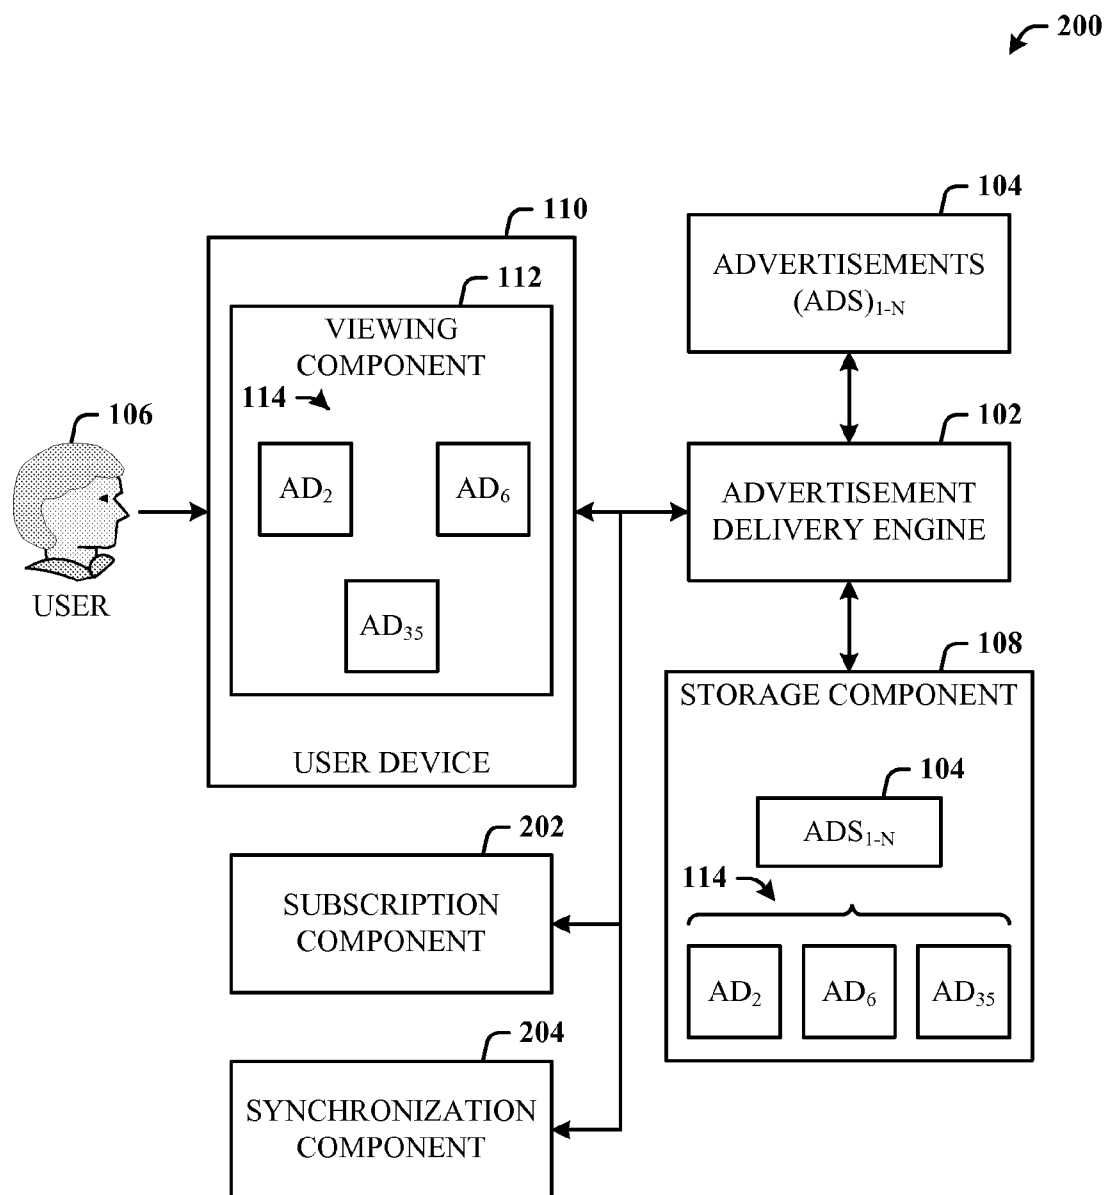 200
104
ADVERTISEMENTS
(ADS)1-N
110
112
VIEWING
COMPONENT
114
AD2
AD6
AD35
USER DEVICE
106
USER
102
ADVERTISEMENT
DELIVERY ENGINE
108
STORAGE COMPONENT
104
ADS1-N
114
AD2
AD6
AD35
202
SUBSCRIPTION
COMPONENT
204
SYNCHRONIZATION
COMPONENT